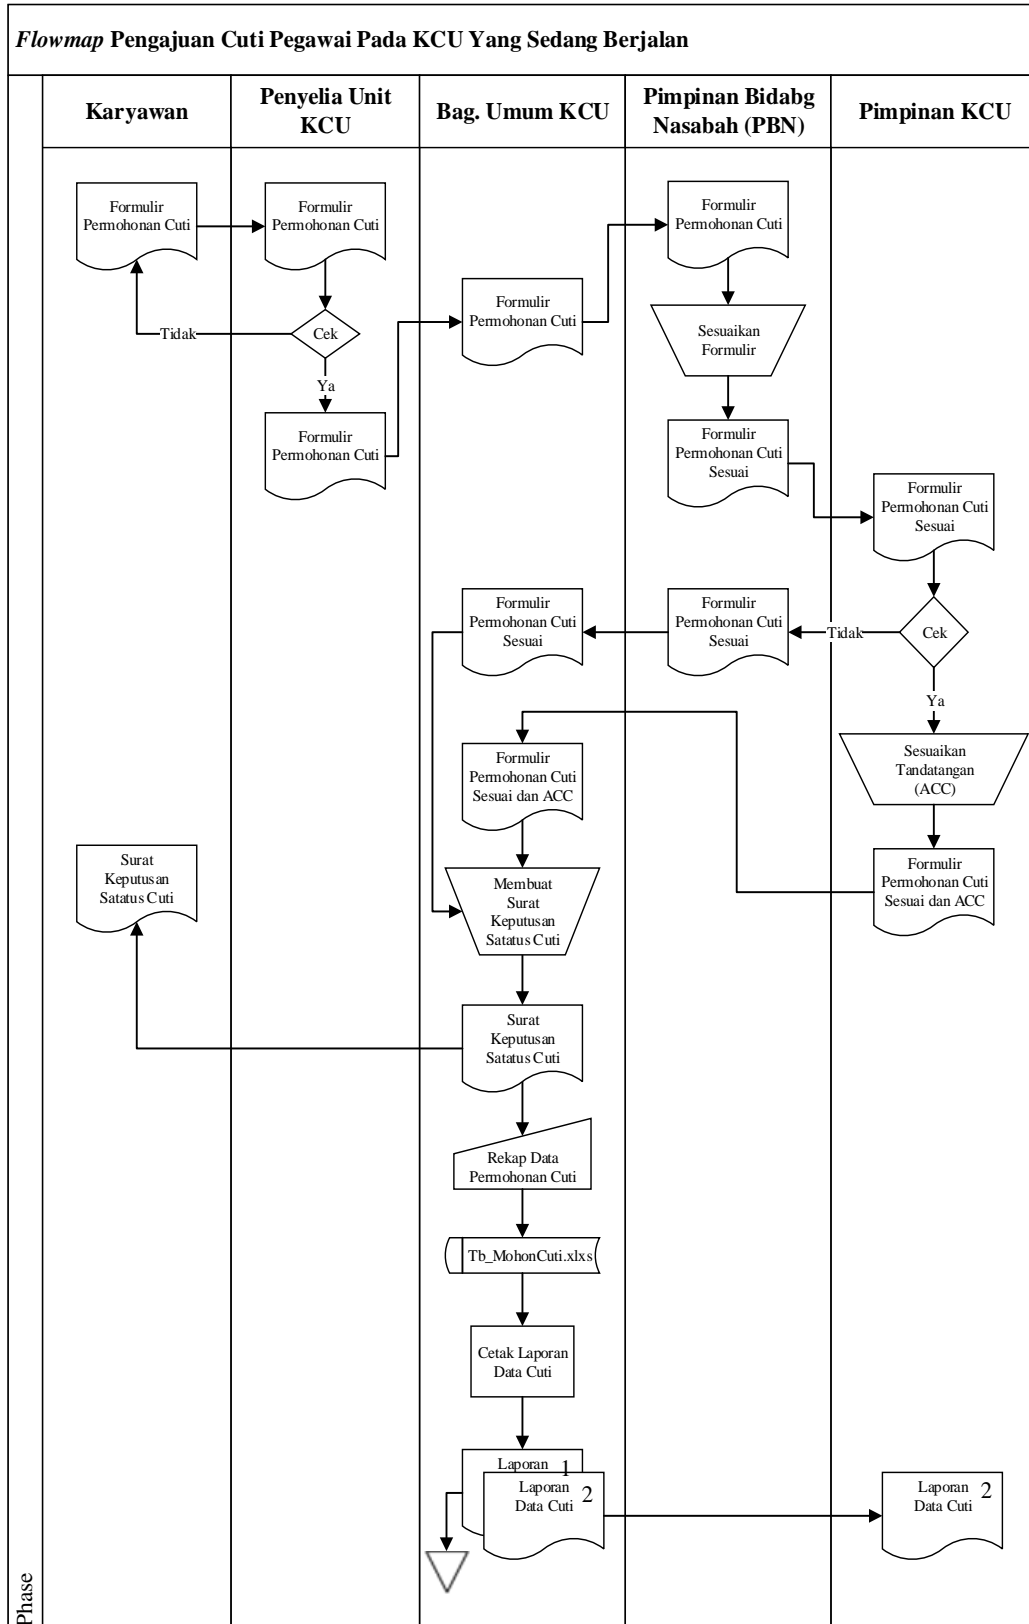 Flowmap Pengajuan Cuti Pegawai Pada KCU Yang Sedang Berjalan
Phase
Karyawan
Penyelia Unit
KCU
Bag. Umum KCU
Pimpinan Bidabg
Nasabah (PBN)
Pimpinan KCU
Formulir
Permohonan Cuti
Formulir
Permohonan Cuti
Cek
Tidak
Ya
Formulir
Permohonan Cuti
Formulir
Permohonan Cuti
Formulir
Permohonan Cuti
Sesuaikan
Formulir
Formulir
Permohonan Cuti
Sesuai
Formulir
Permohonan Cuti
Sesuai
Cek
Tidak
Formulir
Permohonan Cuti
Sesuai
Formulir
Permohonan Cuti
Sesuai
Ya
Sesuaikan
Tandatangan
(ACC)
Formulir
Permohonan Cuti
Sesuai dan ACC
Formulir
Permohonan Cuti
Sesuai dan ACC
Membuat
Surat
Keputusan
Satatus Cuti
Surat
Keputusan
Satatus Cuti
Surat
Keputusan
Satatus Cuti
Rekap Data
Permohonan Cuti
Tb_MohonCuti.xlxs
Cetak Laporan
Data Cuti
Laporan 1
Laporan 2
Data Cuti
Laporan 2
Data Cuti